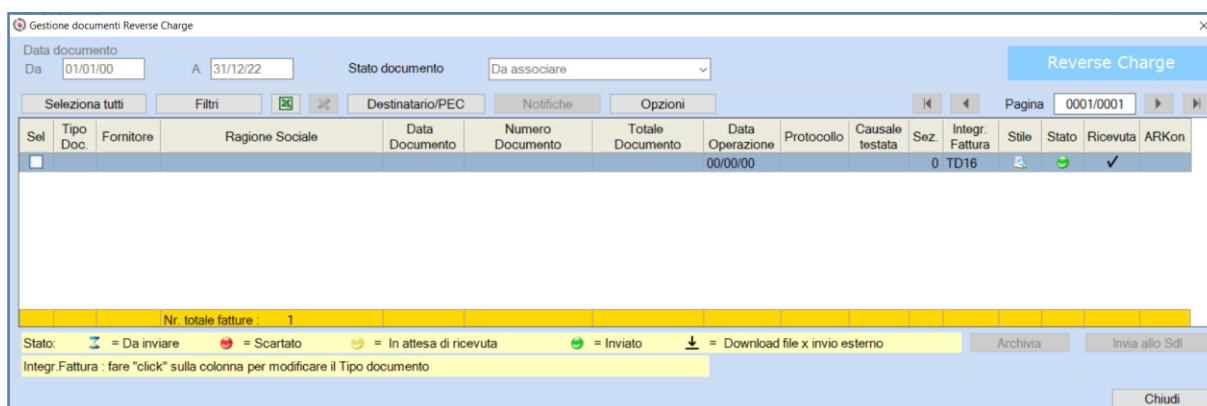 Gestione documenti Reverse Charge
Data documento
Da 01/01/00 A 31/12/22 Stato documento Da associare Reverse Charge
Seleziona tutti Filtri Destinatario/PEC Notifiche Opzioni Pagina 0001/0001
Sel Tipo Doc. Fornitore Ragione Sociale Data Documento Numero Documento Totale Documento Data Operazione Protocollo Causale testata Sez. Integr. Fattura Stile Stato Ricevuta ARKon
00/00/00 0 TD16
Nr. totale fatture : 1
Stato: = Da inviare = Scartato = In attesa di ricevuta = Inviato = Download file x invio esterno Archivia Invia allo SdI
Integr.Fattura : fare "click" sulla colonna per modificare il Tipo documento
Chiudi